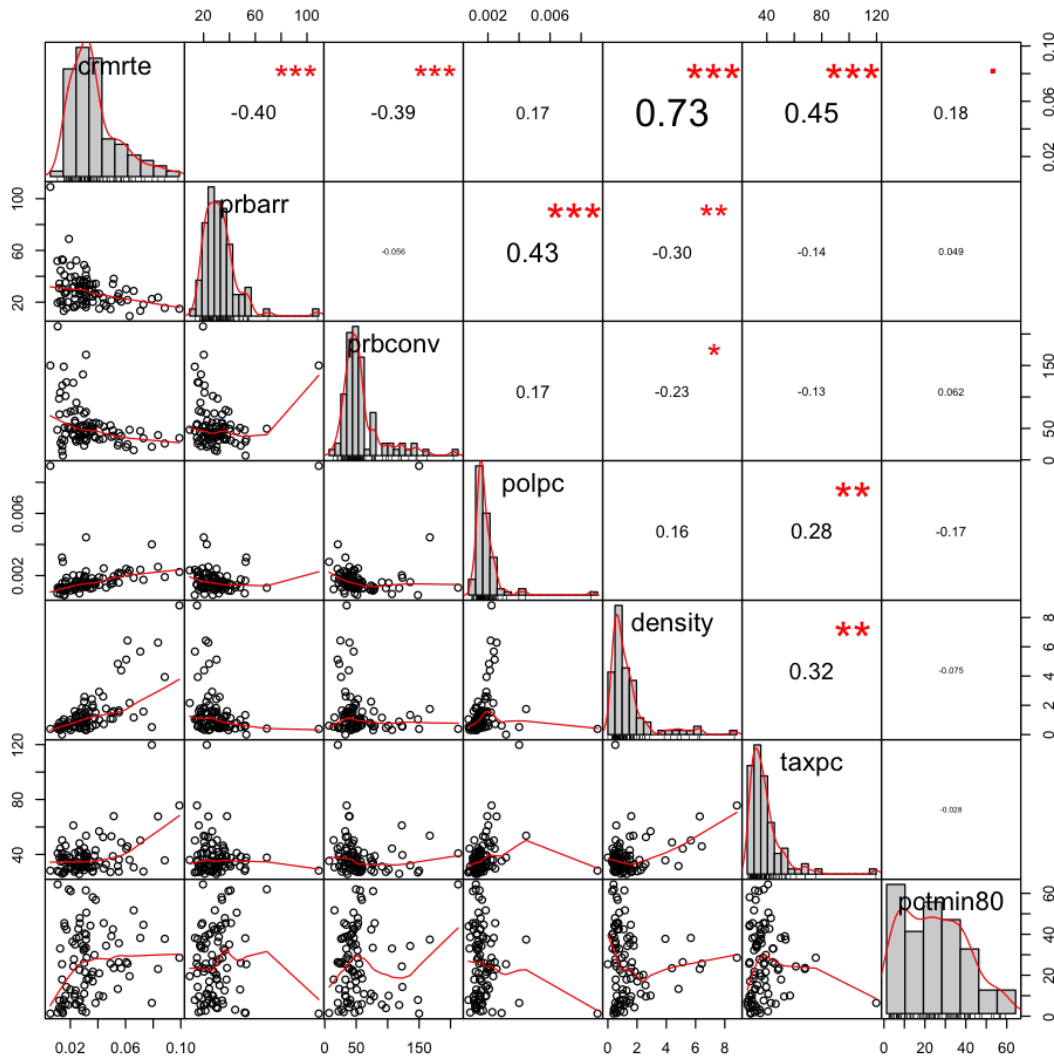 20 60 100 0.002 0.006 40 80 120
crmrte *** *** *** *** 0.10
-0.40 -0.39 0.17 0.73 0.45 0.18 0.06
0.02
100 prbarr *** **
60 -0.056 0.43 -0.30 -0.14 0.049
20
prbconv * 150
0.17 -0.23 -0.13 0.062 50
0
0.006 polpc **
0.002 0.16 0.28 -0.17
density ** 8
0.32 -0.075 6
4
2
0
120 taxpc
80 -0.028
40
pctmin80 60
40
20
0
0.02 0.06 0.10 0 50 150 0 2 4 6 8 0 20 40 60